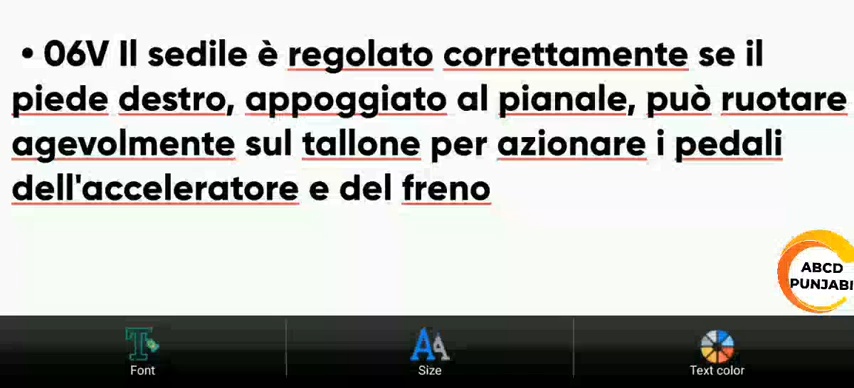 • 06V Il sedile è regolato correttamente se il
piede destro, appoggiato al pianale, può ruotare
agevolmente sul tallone per azionare i pedali
dell'acceleratore e del freno
ABCD
PUNJABI
Font
Size
Text color